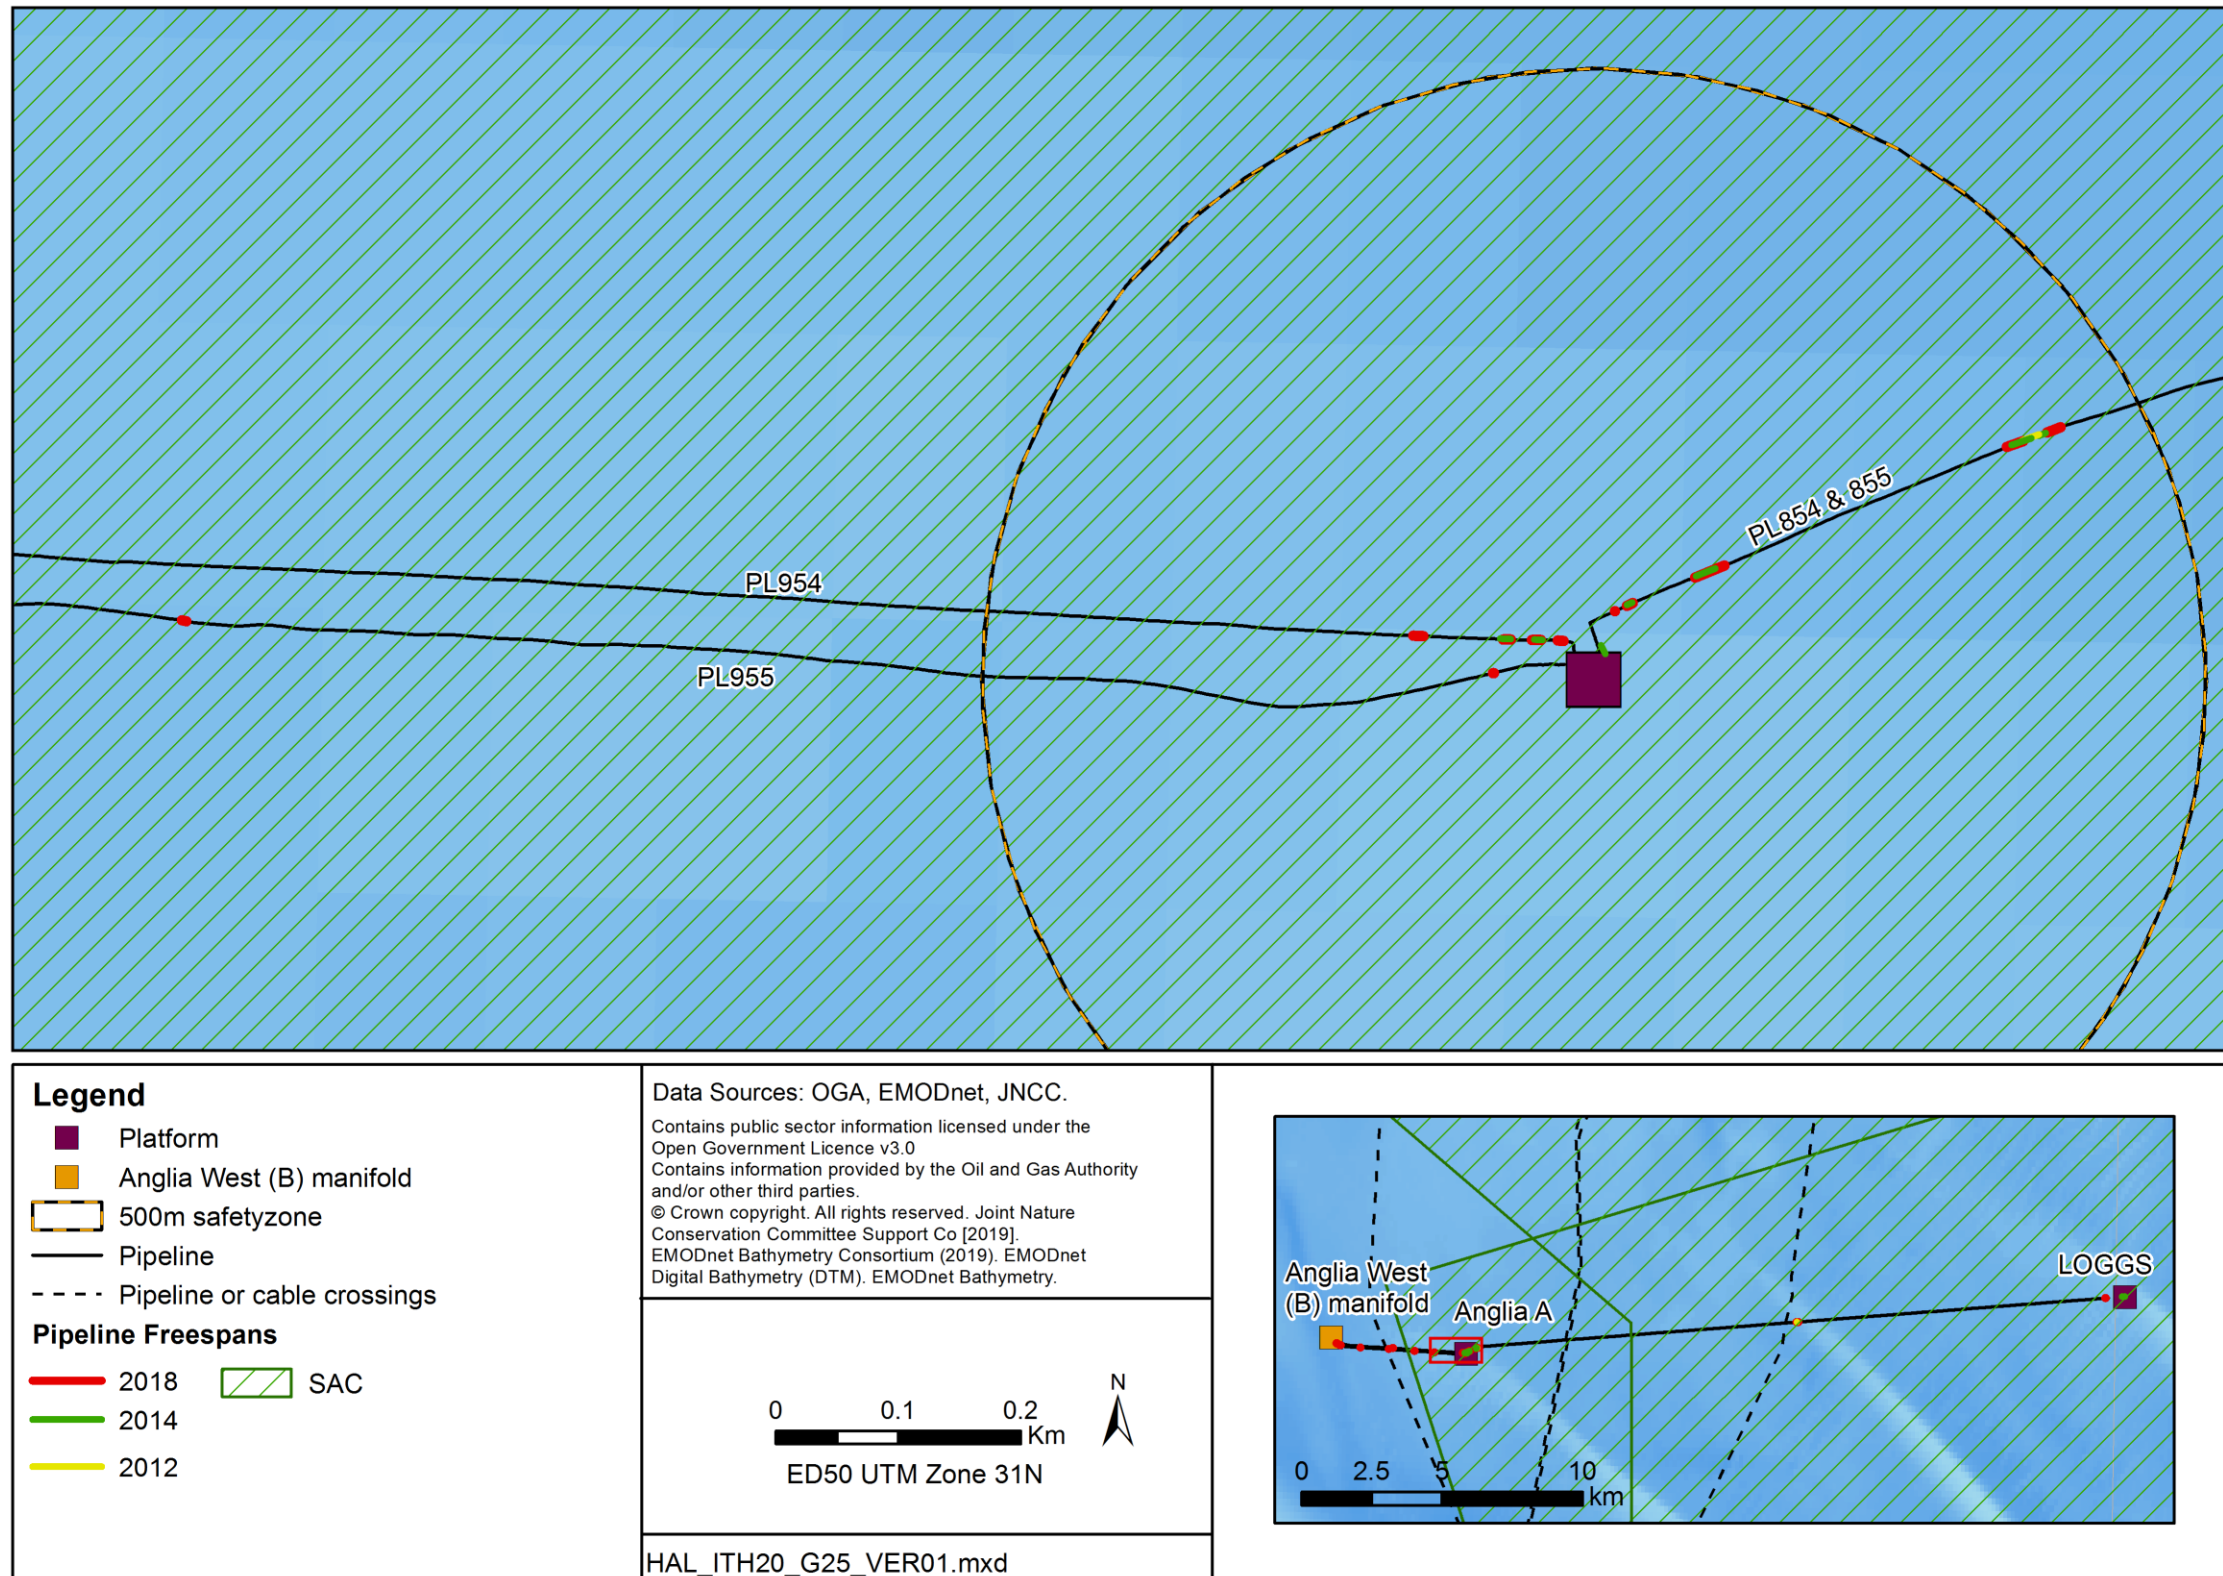 PL854 & 855
PL954
PL955
Legend
Platform
Anglia West (B) manifold
500m safetyzone
Pipeline
Pipeline or cable crossings
Pipeline Freespans
2018
SAC
2014
2012
Data Sources: OGA, EMODnet, JNCC.
Contains public sector information licensed under the
Open Government Licence v3.0
Contains information provided by the Oil and Gas Authority
and/or other third parties.
© Crown copyright. All rights reserved. Joint Nature
Conservation Committee Support Co [2019].
EMODnet Bathymetry Consortium (2019). EMODnet
Digital Bathymetry (DTM). EMODnet Bathymetry.
0 0.1 0.2
Km
N
ED50 UTM Zone 31N
HAL_ITH20_G25_VER01.mxd
LOGGS
Anglia West
(B) manifold
Anglia A
0 2.5 5 10
km